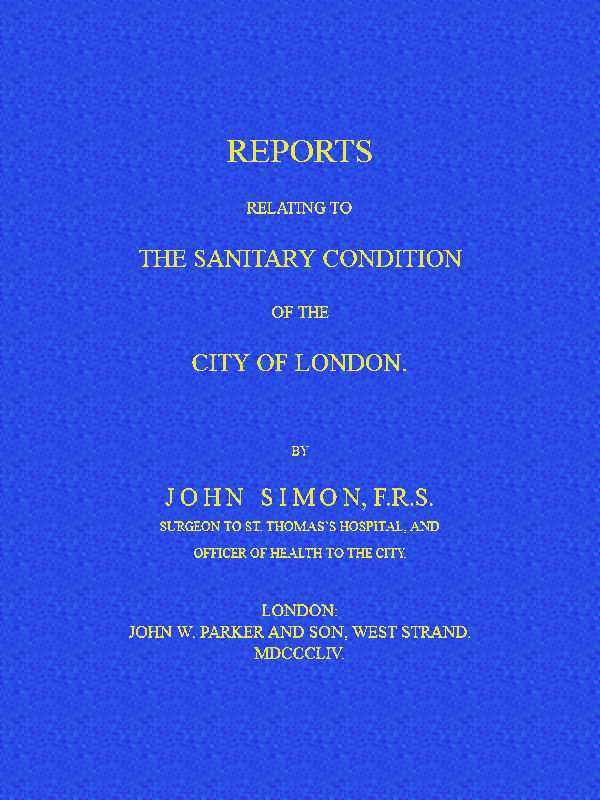 REPORTS
RELATING TO
THE SANITARY CONDITION
OF THE
CITY OF LONDON.
BY
JOHN SIMON, F.R.S.
SURGEON TO ST. THOMAS'S HOSPITAL, AND
OFFICER OF HEALTH TO THE CITY.
LONDON:
JOHN W. PARKER AND SON, WEST STRAND.
MDCCCLIV.